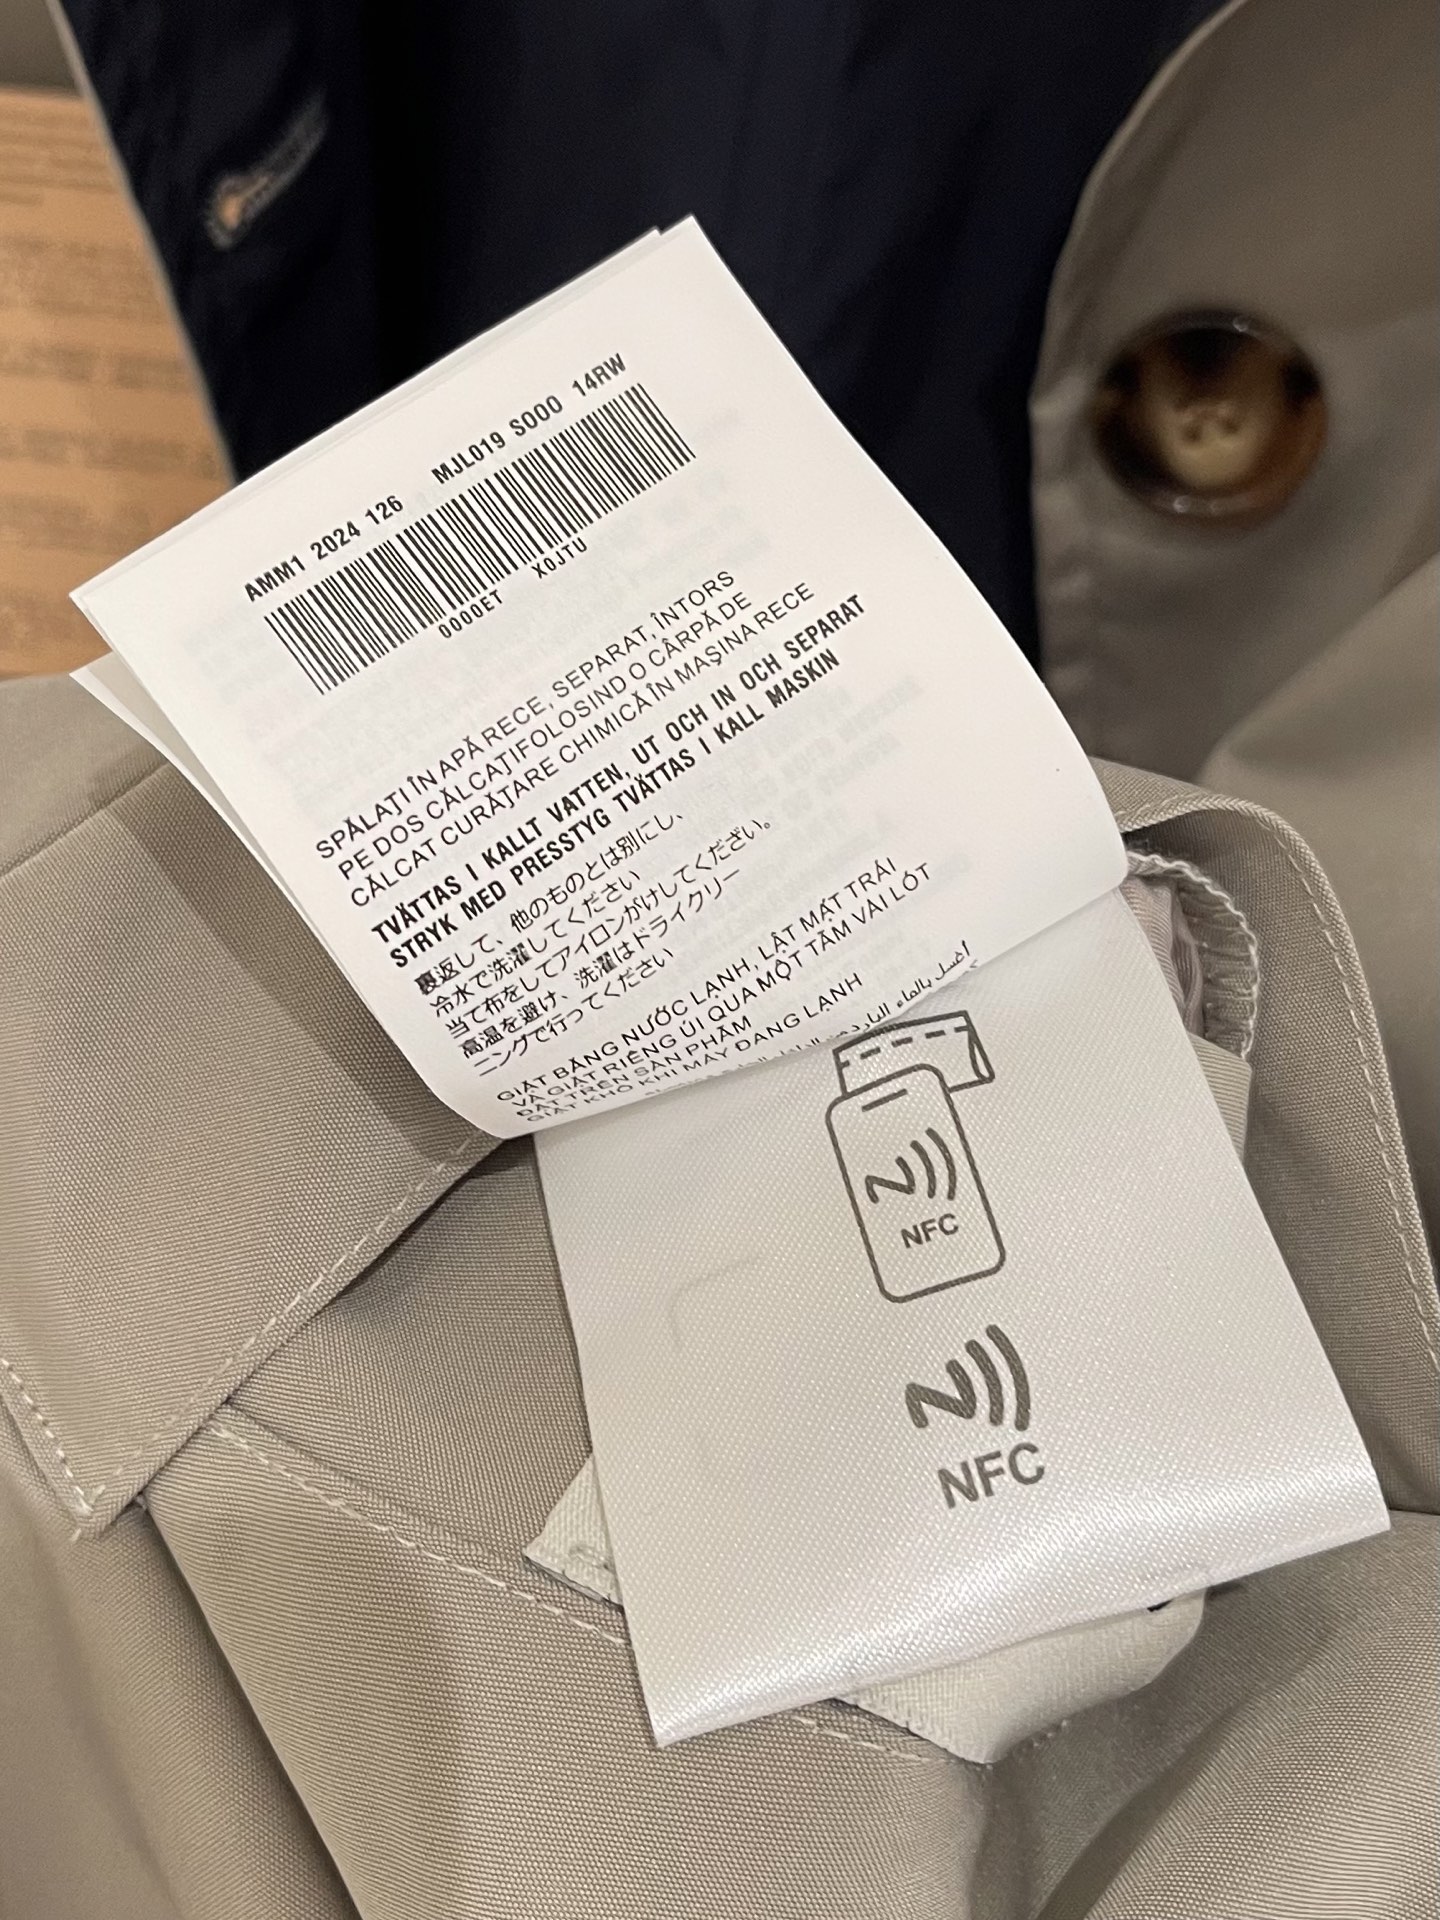 AMM1 2024 126 MJL019 S000 14RW
0000ET X0JTU
SPĂLAȚI ÎN APĂ RECE, SEPARAT, ÎNTORS
PE DOS CĂLCAȚIFOLOSIND O CÂRPĂ DE
CĂLCAT CURĂȚARE CHIMICĂ ÎN MAȘINA RECE
TVÄTTAS I KALLT VATTEN, UT OCH IN OCH SEPARAT
STRYK MED PRESSTYG TVÄTTAS I KALL MASKIN
裏返して、他のものとは別にし、
冷水で洗濯してください
当て布をしてアイロンがけしてください。
高温を避け、洗濯はドライクリー
ニングで行ってください
GIẶT BẰNG NƯỚC LẠNH, LẬT MẶT TRÁI
VÀ GIẶT RIÊNG ỦI QUA MỘT TẤM VẢI LÓT
ĐẶT TRÊN SẢN PHẨM
GIẶT KHÔ KHI MÁY ĐANG LẠNH
اغسل بالماء البارد
NFC
NFC